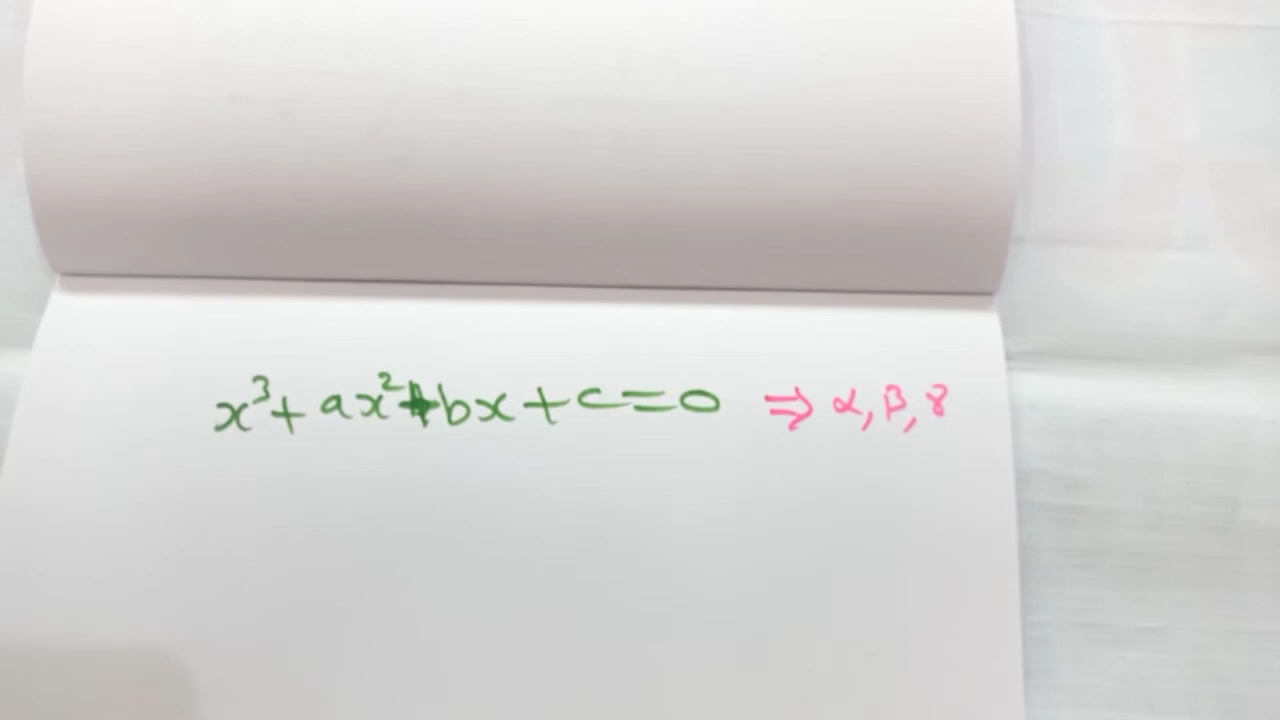 x³+ ax²+bx+c=0 ⇒ α, β, γ